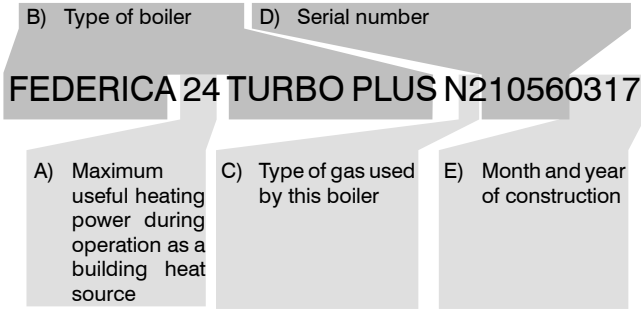 B) Type of boiler
D) Serial number
FEDERICA 24 TURBO PLUS N210560317
A) Maximum
useful heating
power during
operation as a
building heat
source
C) Type of gas used
by this boiler
E) Month and year
of construction